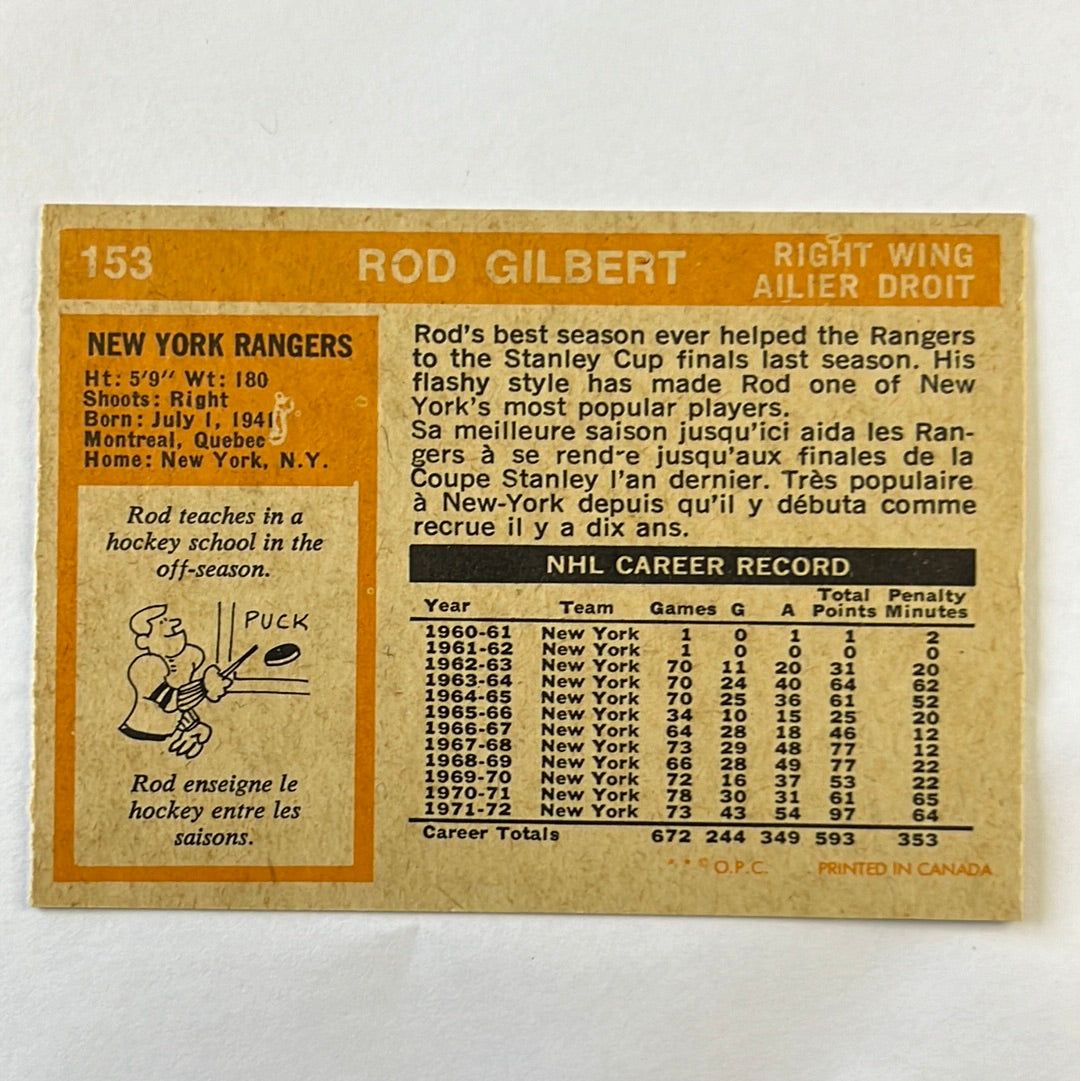 153 ROD GILBERT RIGHT WING
AILIER DROIT
NEW YORK RANGERS
Ht: 5'9" Wt: 180
Shoots: Right
Born: July 1, 1941
Montreal, Quebec
Home: New York, N.Y.
Rod teaches in a
hockey school in the
off-season.
PUCK
Rod enseigne le
hockey entre les
saisons.
Rod's best season ever helped the Rangers
to the Stanley Cup finals last season. His
flashy style has made Rod one of New
York's most popular players.
Sa meilleure saison jusqu'ici aida les Ran-
gers à se rendre jusqu'aux finales de la
Coupe Stanley l'an dernier. Très populaire
à New-York depuis qu'il y débuta comme
recrue il y a dix ans.
NHL CAREER RECORD
Total Penalty
Year Team Games G A Points Minutes
1960-61 New York 1 0 1 1 2
1961-62 New York 1 0 0 0 0
1962-63 New York 70 11 20 31 20
1963-64 New York 70 24 40 64 62
1964-65 New York 70 25 36 61 52
1965-66 New York 34 10 15 25 20
1966-67 New York 64 28 18 46 12
1967-68 New York 73 29 48 77 12
1968-69 New York 66 28 49 77 22
1969-70 New York 72 16 37 53 22
1970-71 New York 78 30 31 61 65
1971-72 New York 73 43 54 97 64
Career Totals 672 244 349 593 353
* * © O.P.C. PRINTED IN CANADA